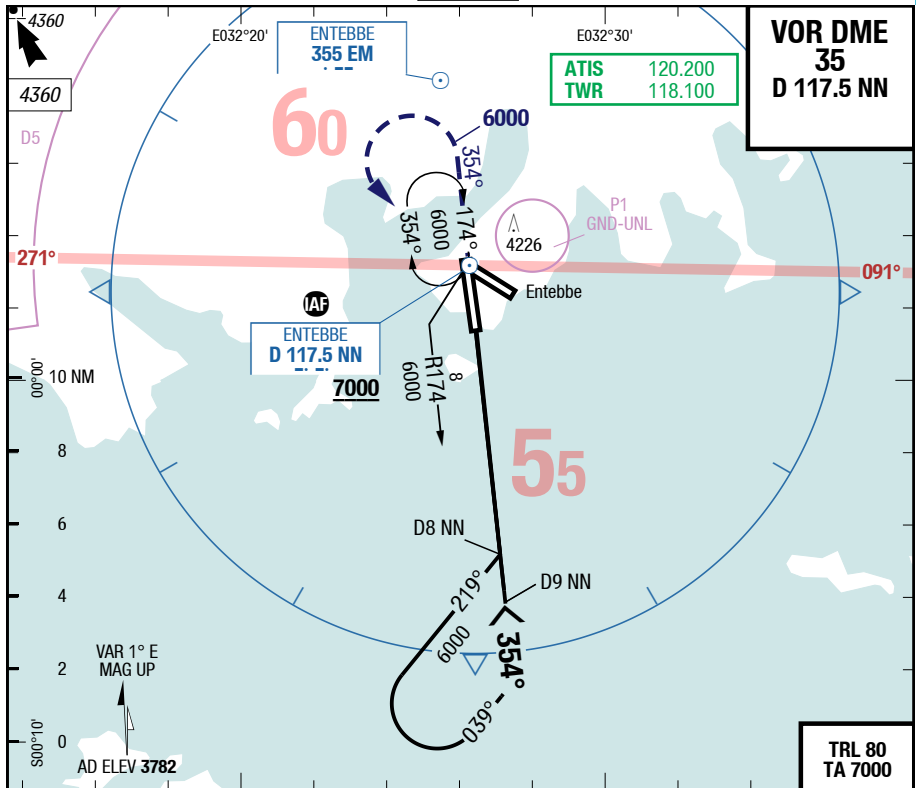 4360
4360
D5
E032°20'
E032°30'
ENTEBBE
355 EM
ATIS 120.200
TWR 118.100
VOR DME
35
D 117.5 NN
60
6000
354°
354°
6000
174°
P1
GND-UNL
4226
271°
091°
Entebbe
IAF
ENTEBBE
D 117.5 NN
7000
8
R174
6000
00°00'
10 NM
8
6
4
2
0
55
D8 NN
D9 NN
219°
6000
354°
039°
VAR 1° E
MAG UP
S00°10'
AD ELEV 3782
TRL 80
TA 7000